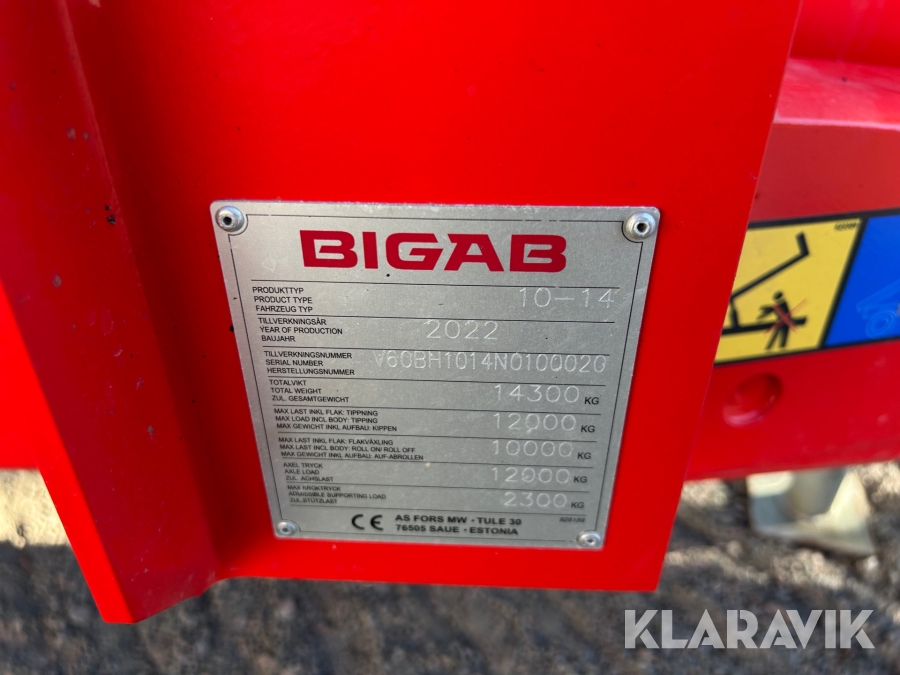 BIGAB
PRODUKTTYP
PRODUCT TYPE
FAHRZEUG TYP
10-14
TILLVERKNINGSÅR
YEAR OF PRODUCTION
BAUJAHR
2022
TILLVERKNINGSNUMMER
SERIAL NUMBER
HERSTELLUNGSNUMMER
V60BH1014N0100020
TOTALVIKT
TOTAL WEIGHT
ZUL. GESAMTGEWICHT
14300 KG
MAX LAST INKL FLAK: TIPPNING
MAX LOAD INCL BODY: TIPPING
MAX GEWICHT INKL AUFBAU: KIPPEN
12000 KG
MAX LAST INKL FLAK: FLAKVÄXLING
MAX LAST INCL BODY: ROLL ON/ ROLL OFF
MAX GEWICHT INKL AUFBAU: AUF-ABROLLEN
10000 KG
AXEL TRYCK
AXLE LOAD
ZUL. ACHSLAST
12000 KG
MAX KROKTRYCK
ADMISSIBLE SUPPORTING LOAD
ZUL.STÜTZLAST
2300 KG
CE
AS FORS MW · TULE 30
76505 SAUE · ESTONIA
KLARAVIK